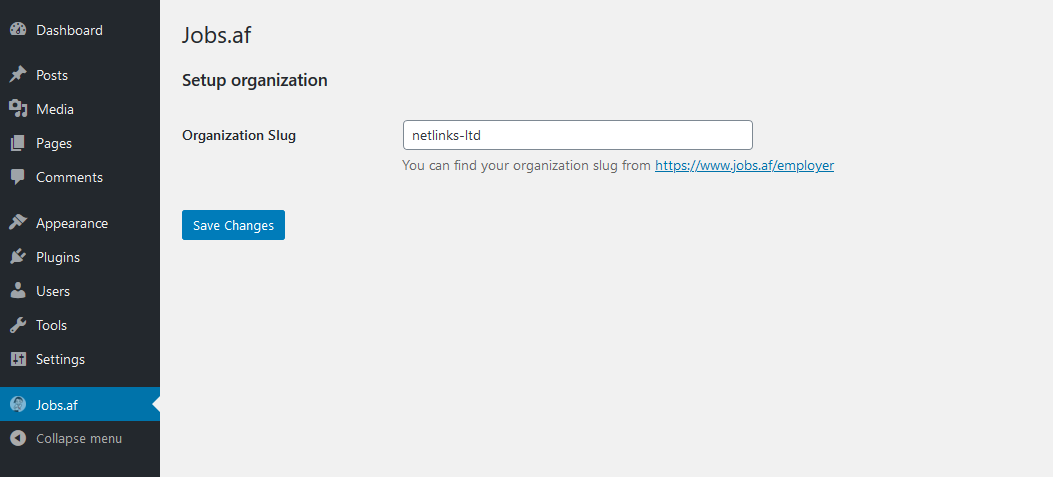 Dashboard
Posts
Media
Pages
Comments
Appearance
Plugins
Users
Tools
Settings
Jobs.af
Collapse menu
Jobs.af
Setup organization
Organization Slug
netlinks-ltd
You can find your organization slug from https://www.jobs.af/employer
Save Changes